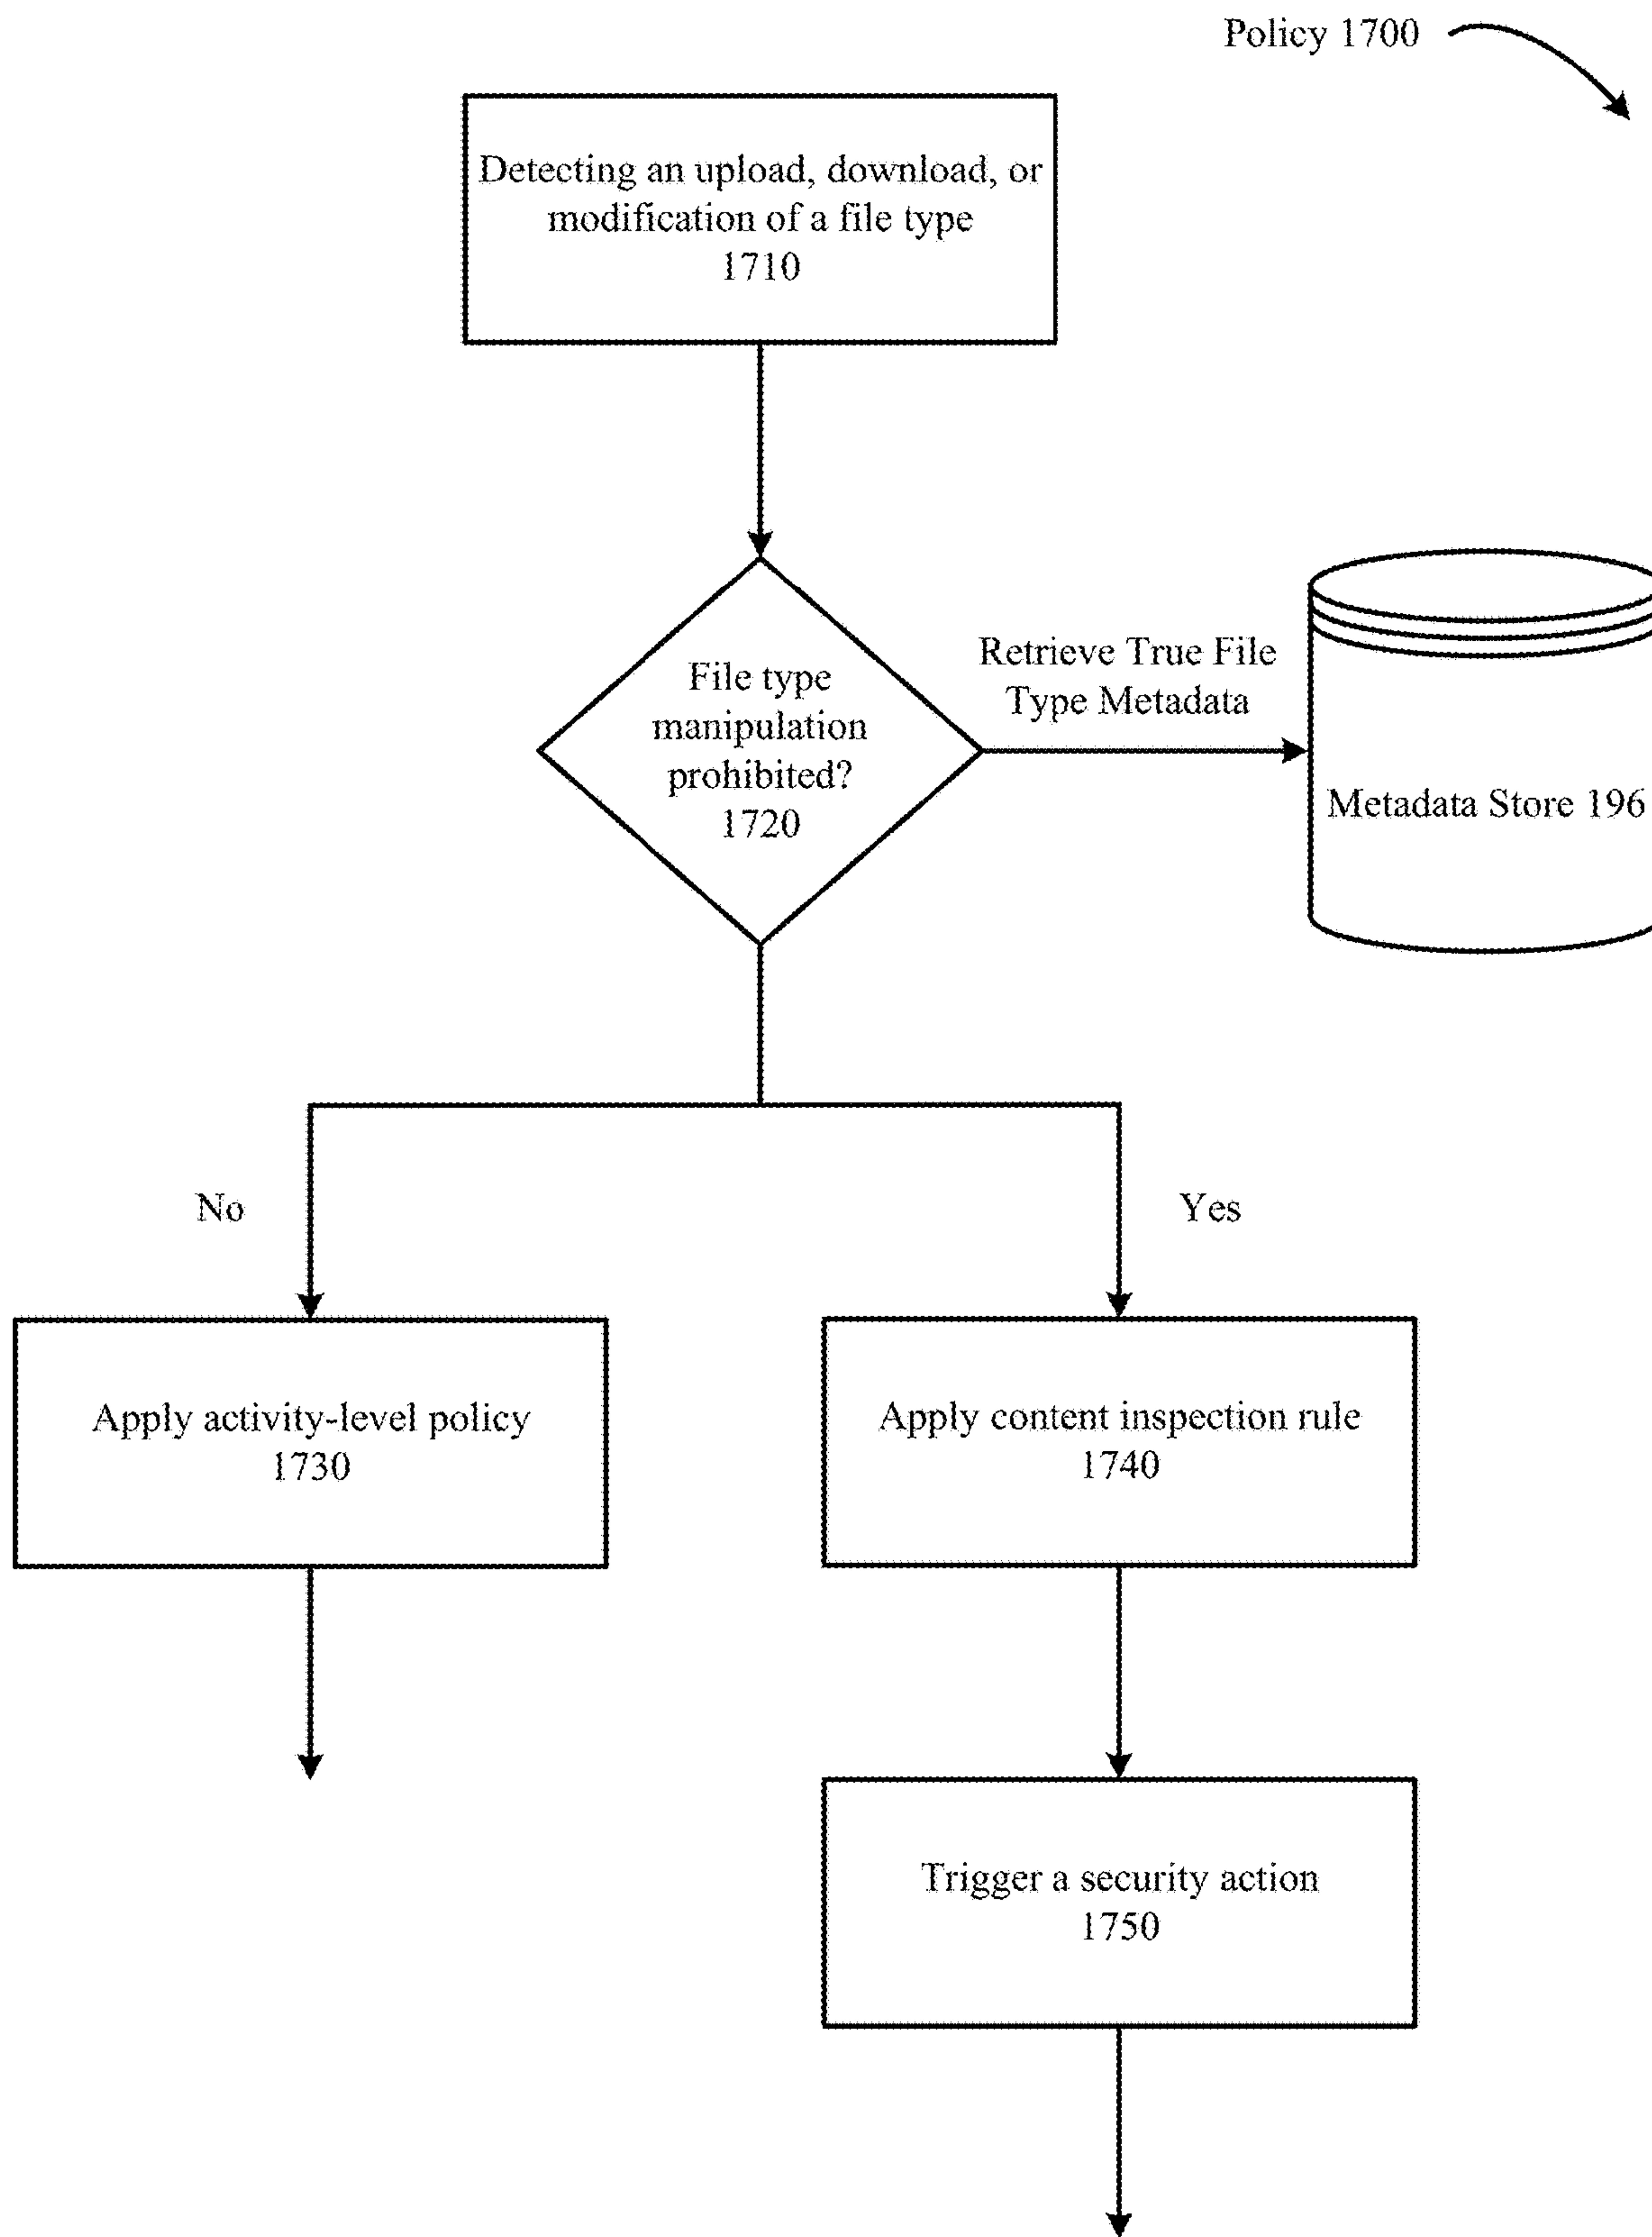 Policy 1700
Detecting an upload, download, or
modification of a file type
1710
File type
manipulation
prohibited?
1720
Retrieve True File
Type Metadata
Metadata Store 196
No
Yes
Apply activity-level policy
1730
Apply content inspection rule
1740
Trigger a security action
1750